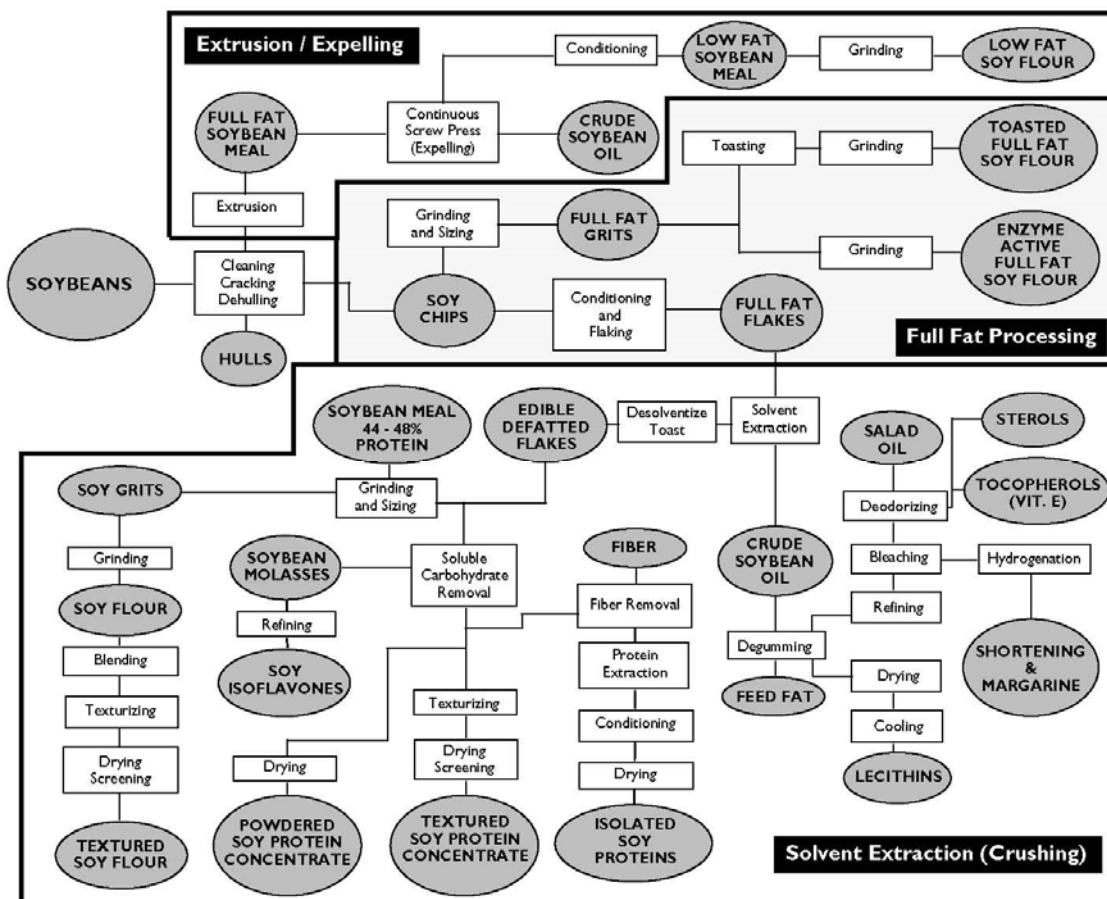 Extrusion / Expelling
Conditioning
LOW FAT
SOYBEAN
MEAL
Grinding
LOW FAT
SOY FLOUR
FULL FAT
SOYBEAN
MEAL
Continuous
Screw Press
(Expelling)
CRUDE
SOYBEAN
OIL
Extrusion
Toasting
Grinding
TOASTED
FULL FAT
SOY FLOUR
Grinding
and Sizing
FULL FAT
GRITS
Grinding
ENZYME
ACTIVE
FULL FAT
SOY FLOUR
SOYBEANS
Cleaning
Cracking
Dehulling
SOY
CHIPS
Conditioning
and
Flaking
FULL FAT
FLAKES
HULLS
Full Fat Processing
SOYBEAN MEAL
44 - 48%
PROTEIN
EDIBLE
DEFATTED
FLAKES
Desolventize
Toast
Solvent
Extraction
SALAD
OIL
STEROLS
SOY GRITS
Grinding
and Sizing
Deodorizing
TOCOPHEROLS
(VIT. E)
Grinding
SOYBEAN
MOLASSES
Soluble
Carbohydrate
Removal
FIBER
CRUDE
SOYBEAN
OIL
Bleaching
Hydrogenation
SOY FLOUR
Refining
Fiber Removal
Refining
Blending
SOY
ISOFLAVONES
Protein
Extraction
Degumming
SHORTENING
&
MARGARINE
Texturizing
Texturizing
Conditioning
FEED FAT
Drying
Cooling
Drying
Screening
Drying
Drying
Screening
Drying
LECITHINS
TEXTURED
SOY FLOUR
POWDERED
SOY PROTEIN
CONCENTRATE
TEXTURED
SOY PROTEIN
CONCENTRATE
ISOLATED
SOY
PROTEINS
Solvent Extraction (Crushing)